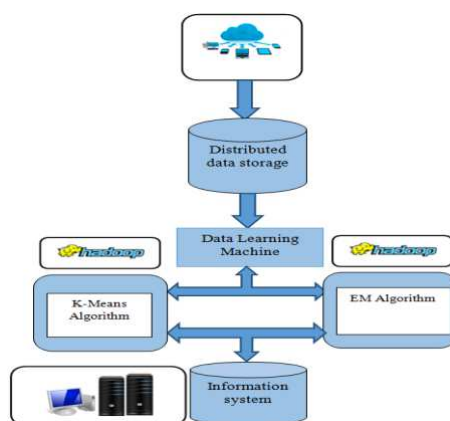 Distributed
data storage
Data Learning
Machine
hadoop
hadoop
K-Means
Algorithm
EM Algorithm
Information
system